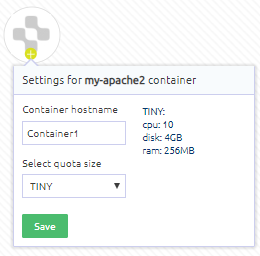 Settings for my-apache2 container
Container hostname
Container1
Select quota size
TINY
TINY:
cpu: 10
disk: 4GB
ram: 256MB
Save